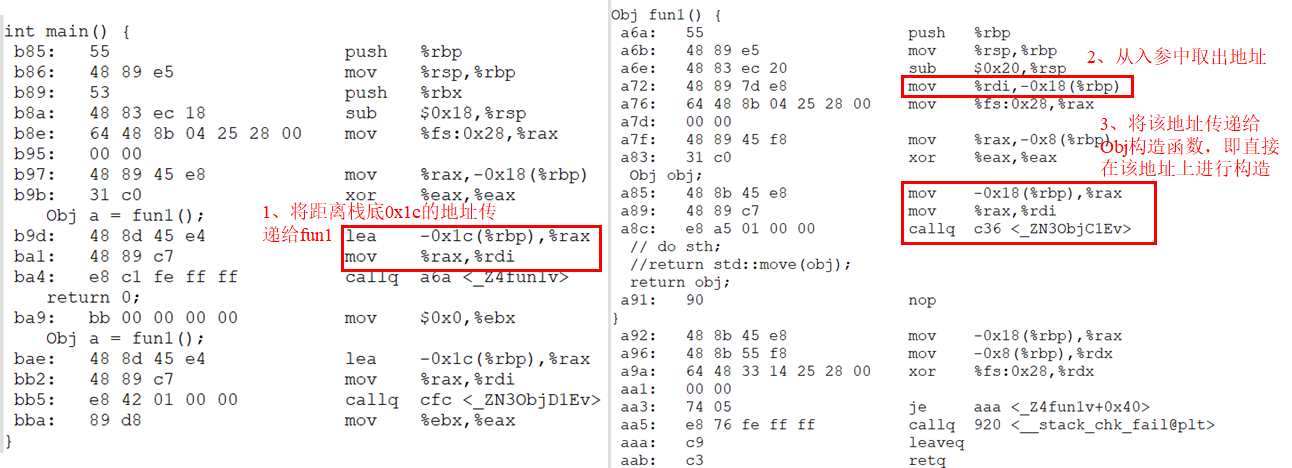 int main() {
b85: 55 push %rbp
b86: 48 89 e5 mov %rsp,%rbp
b89: 53 push %rbx
b8a: 48 83 ec 18 sub $0x18,%rsp
b8e: 64 48 8b 04 25 28 00 mov %fs:0x28,%rax
b95: 00 00
b97: 48 89 45 e8 mov %rax,-0x18(%rbp)
b9b: 31 c0 xor %eax,%eax
Obj a = fun1();
1、将距离栈底0x1c的地址传
递给fun1
b9d: 48 8d 45 e4 lea -0x1c(%rbp),%rax
ba1: 48 89 c7 mov %rax,%rdi
ba4: e8 c1 fe ff ff callq a6a <_Z4fun1v>
return 0;
ba9: bb 00 00 00 00 mov $0x0,%ebx
Obj a = fun1();
bae: 48 8d 45 e4 lea -0x1c(%rbp),%rax
bb2: 48 89 c7 mov %rax,%rdi
bb5: e8 42 01 00 00 callq cfc <_ZN3ObjD1Ev>
bba: 89 d8 mov %ebx,%eax
}
Obj fun1() {
a6a: 55 push %rbp
a6b: 48 89 e5 mov %rsp,%rbp
a6e: 48 83 ec 20 sub $0x20,%rsp
2、从入参中取出地址
a72: 48 89 7d e8 mov %rdi,-0x18(%rbp)
a76: 64 48 8b 04 25 28 00 mov %fs:0x28,%rax
a7d: 00 00
a7f: 48 89 45 f8 mov %rax,-0x8(%rbp)
a83: 31 c0 xor %eax,%eax
3、将该地址传递给
Obj构造函数，即直接
在该地址上进行构造
Obj obj;
a85: 48 8b 45 e8 mov -0x18(%rbp),%rax
a89: 48 89 c7 mov %rax,%rdi
a8c: e8 a5 01 00 00 callq c36 <_ZN3ObjC1Ev>
// do sth;
//return std::move(obj);
return obj;
a91: 90 nop
}
a92: 48 8b 45 e8 mov -0x18(%rbp),%rax
a96: 48 8b 55 f8 mov -0x8(%rbp),%rdx
a9a: 64 48 33 14 25 28 00 xor %fs:0x28,%rdx
aa1: 00 00
aa3: 74 05 je aaa <_Z4fun1v+0x40>
aa5: e8 76 fe ff ff callq 920 <__stack_chk_fail@plt>
aaa: c9 leaveq
aab: c3 retq